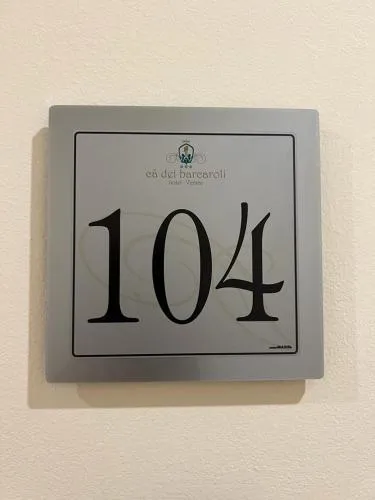 cà dei barcaroli
hotel Venice
104